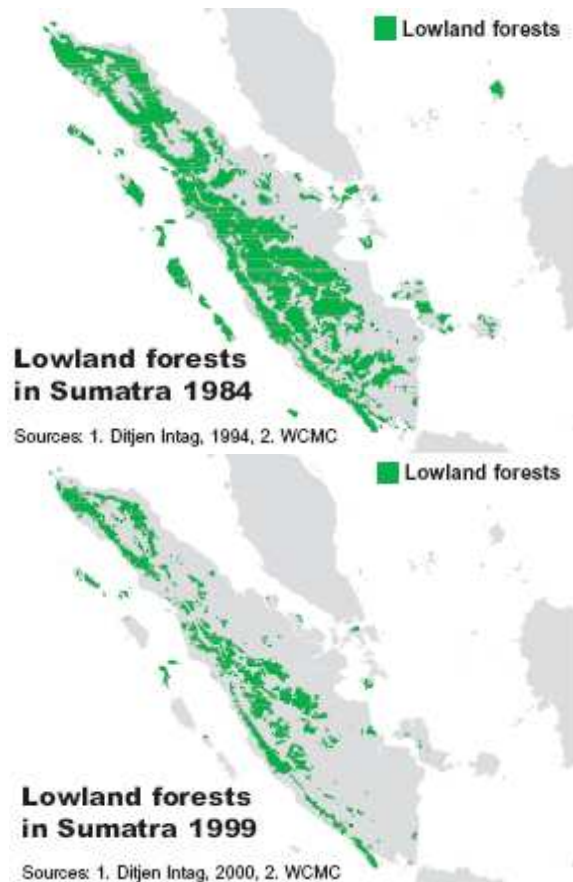 Lowland forests
Lowland forests
in Sumatra 1984
Sources: 1. Ditjen Intag, 1994, 2. WCMC
Lowland forests
Lowland forests
in Sumatra 1999
Sources: 1. Ditjen Intag, 2000, 2. WCMC